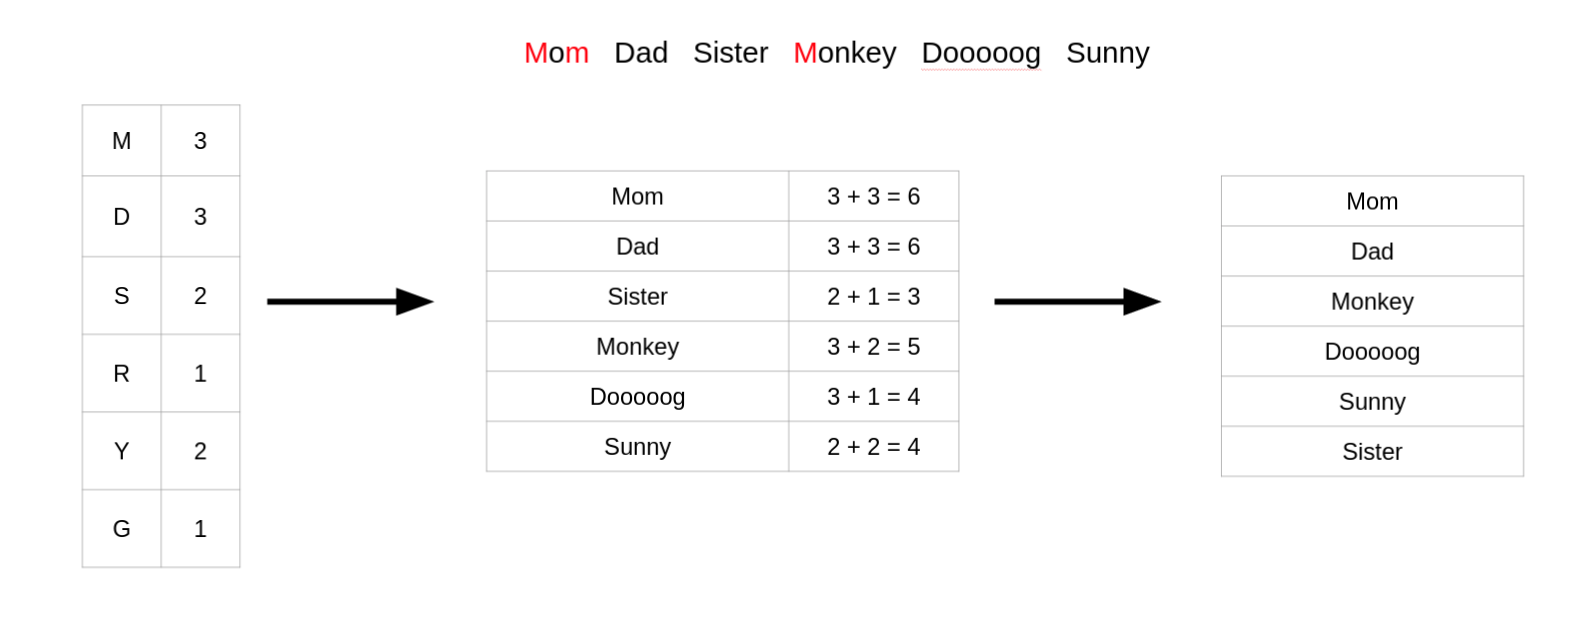 Mom Dad Sister Monkey Dooooog Sunny
M 3
D 3
S 2
R 1
Y 2
G 1
Mom 3 + 3 = 6
Dad 3 + 3 = 6
Sister 2 + 1 = 3
Monkey 3 + 2 = 5
Dooooog 3 + 1 = 4
Sunny 2 + 2 = 4
Mom
Dad
Monkey
Dooooog
Sunny
Sister